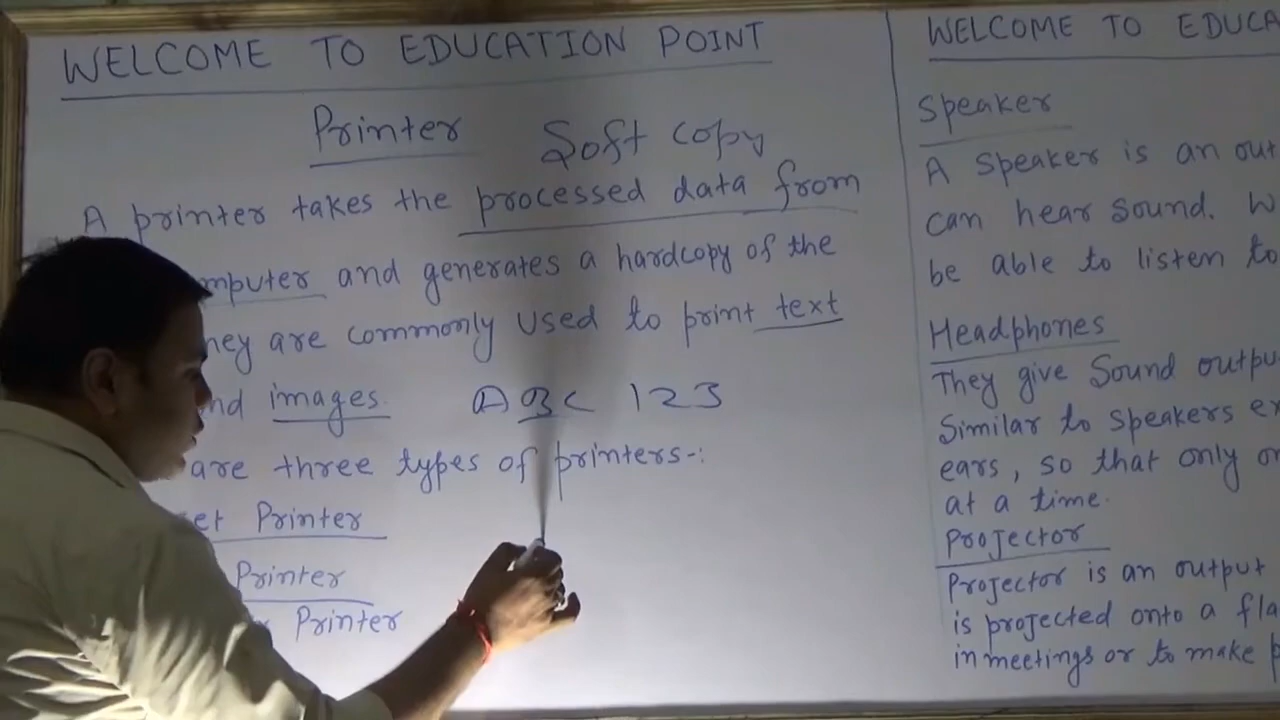 WELCOME TO EDUCATION POINT
Printer Soft copy
A printer takes the processed data from
mputer and generates a hardcopy of the
hey are commonly used to print text
nd images. ABC 123
are three types of printers-:
et Printer
Printer
Printer
WELCOME TO EDUCA
Speaker
A Speaker is an out
can hear sound. W
be able to listen to
Headphones
They give Sound outpu
Similar to speakers e
ears, so that only o
at a time.
Projector
Projector is an output
is projected onto a fla
in meetings or to make p